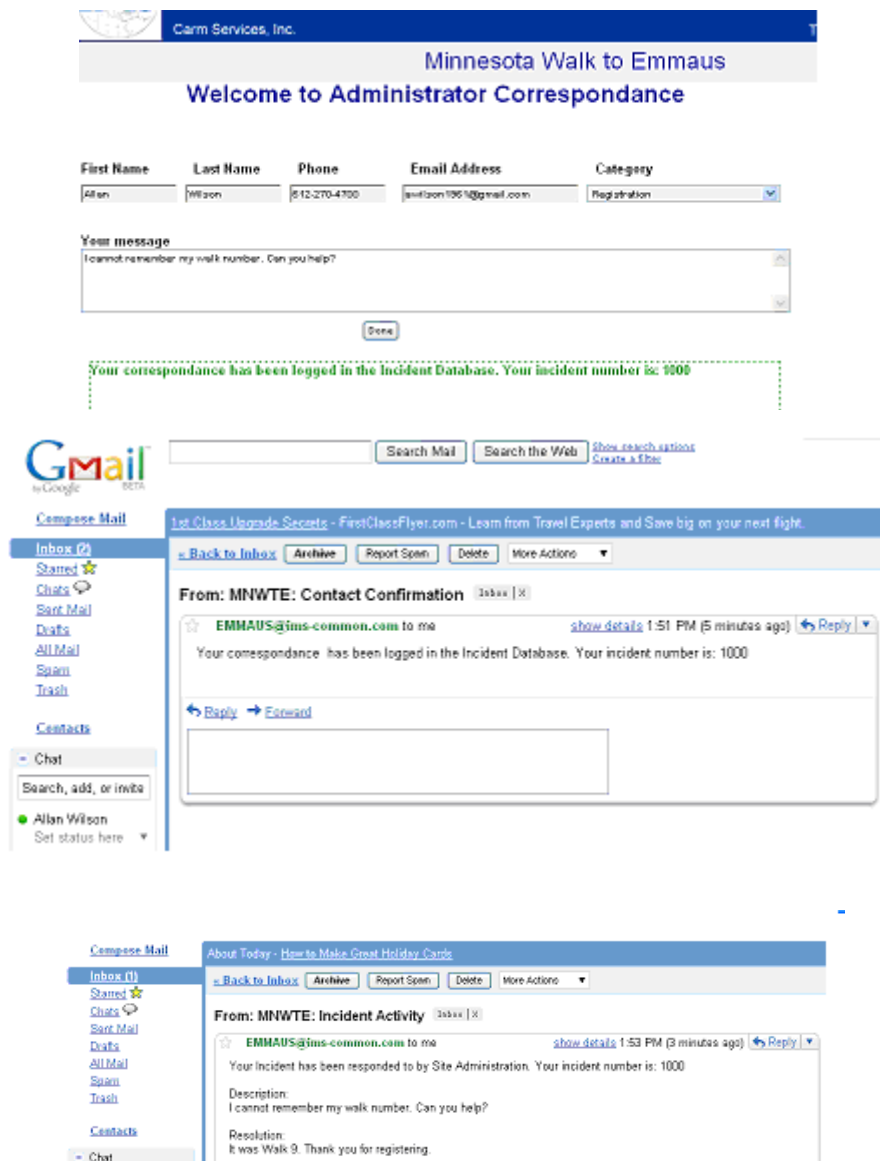 Carm Services, Inc.
T
Minnesota Walk to Emmaus
Welcome to Administrator Correspondance
First Name Last Name Phone Email Address Category
Allan Wilson 612-270-4700 awilson1961@gmail.com Registration
Your message
I cannot remember my walk number. Can you help?
Done
Your correspondance has been logged in the Incident Database. Your incident number is: 1000
Gmail
by Google BETA
Search Mail Search the Web Show search options
Create a filter
Compose Mail
1st Class Upgrade Secrets - FirstClassFlyer.com - Learn from Travel Experts and Save big on your next flight.
Inbox (2)
« Back to Inbox Archive Report Spam Delete More Actions
Starred
Chats
Sent Mail
Drafts
All Mail
Spam
Trash
Contacts
From: MNWTE: Contact Confirmation Inbox X
EMMAUS@ims-common.com to me show details 1:51 PM (5 minutes ago) Reply
Your correspondance has been logged in the Incident Database. Your incident number is: 1000
Reply Forward
- Chat
Search, add, or invite
Allan Wilson
Set status here
Compose Mail
About Today - How to Make Great Holiday Cards
Inbox (1)
« Back to Inbox Archive Report Spam Delete More Actions
Starred
Chats
Sent Mail
Drafts
All Mail
Spam
Trash
Contacts
- Chat
From: MNWTE: Incident Activity Inbox X
EMMAUS@ims-common.com to me show details 1:53 PM (3 minutes ago) Reply
Your Incident has been responded to by Site Administration. Your incident number is: 1000
Description:
I cannot remember my walk number. Can you help?
Resolution:
It was Walk 9. Thank you for registering.